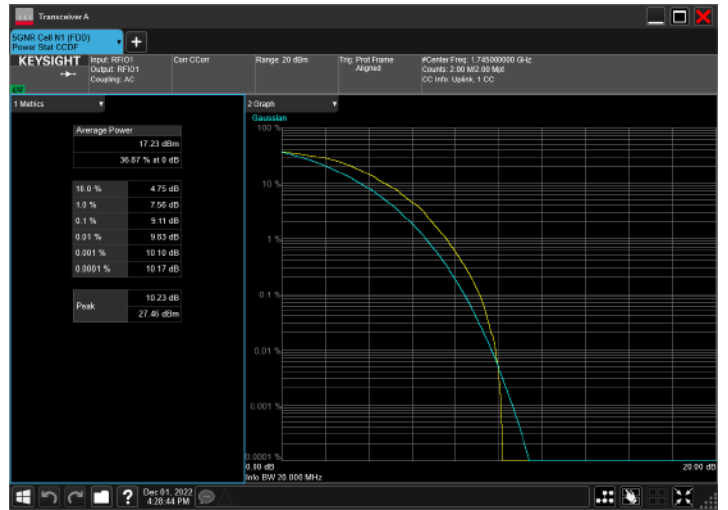 Transceiver A
5GNR Cell N1 (FDD)
Power Stat CCDF
KEYSIGHT
Input: RFIO1
Output: RFIO1
Coupling: AC
Corr CCorr
Range: 20 dBm
Trig: Prot Frame
Aligned
#Center Freq: 1.745000000 GHz
Counts: 2.00 M/2.00 Mpt
CC Info: Uplink, 1 CC
1 Metrics
Average Power
17.23 dBm
36.87 % at 0 dB
10.0 % 4.75 dB
1.0 % 7.56 dB
0.1 % 9.11 dB
0.01 % 9.63 dB
0.001 % 10.10 dB
0.0001 % 10.17 dB
Peak
10.23 dB
27.46 dBm
2 Graph
Gaussian
100 %
10 %
1 %
0.1 %
0.01 %
0.001 %
0.0001 %
0.00 dB
20.00 dB
Info BW 20.000 MHz
?
Dec 01, 2022
4:28:44 PM